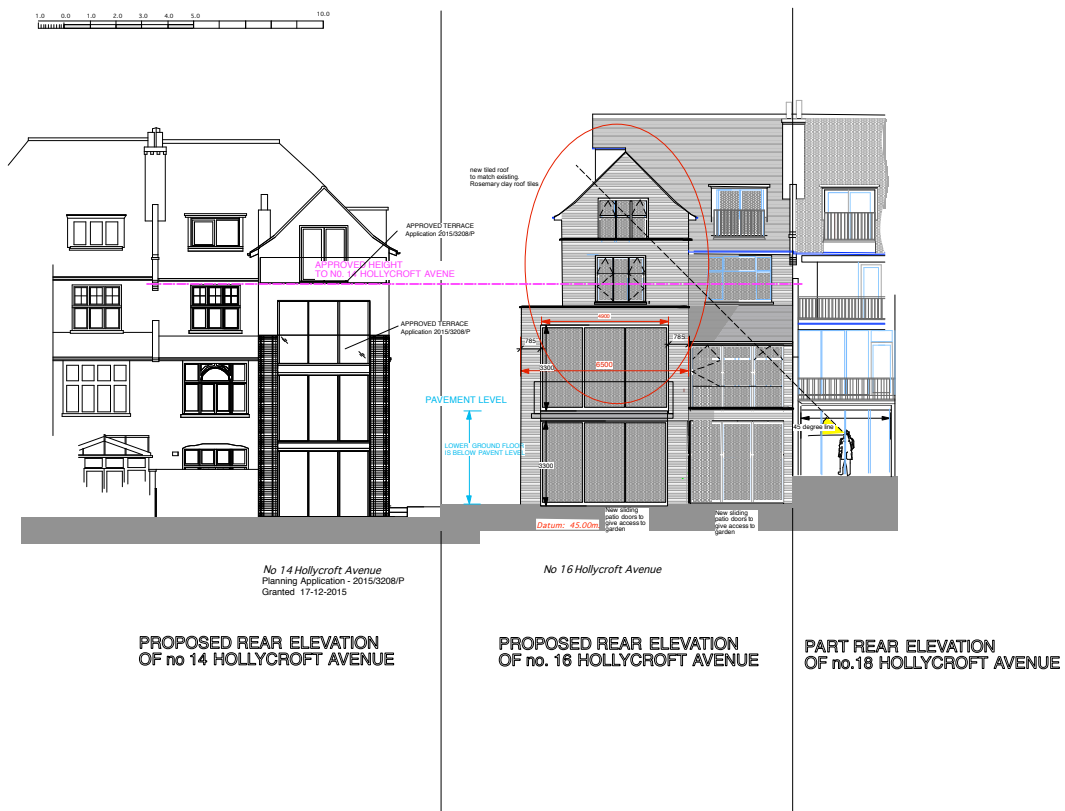 1.0 0.0 1.0 2.0 3.0 4.0 5.0 10.0
new tiled roof
to match existing.
Rosemary clay roof tiles
APPROVED TERRACE
Application 2015/3208/P
APPROVED HEIGHT
TO N0. 14 HOLLYCROFT AVENE
APPROVED TERRACE
Application 2015/3208/P
4900
785
785
3300
6500
PAVEMENT LEVEL
45 degree line
LOWER GROUND FLOOR
IS BELOW PAVENT LEVEL
3300
Datum: 45.00m.
New sliding
patio doors to
give access to
garden
New sliding
patio doors to
give access to
garden
No 14 Hollycroft Avenue
Planning Application - 2015/3208/P
Granted 17-12-2015
No 16 Hollycroft Avenue
PROPOSED REAR ELEVATION
OF no 14 HOLLYCROFT AVENUE
PROPOSED REAR ELEVATION
OF no. 16 HOLLYCROFT AVENUE
PART REAR ELEVATION
OF no.18 HOLLYCROFT AVENUE